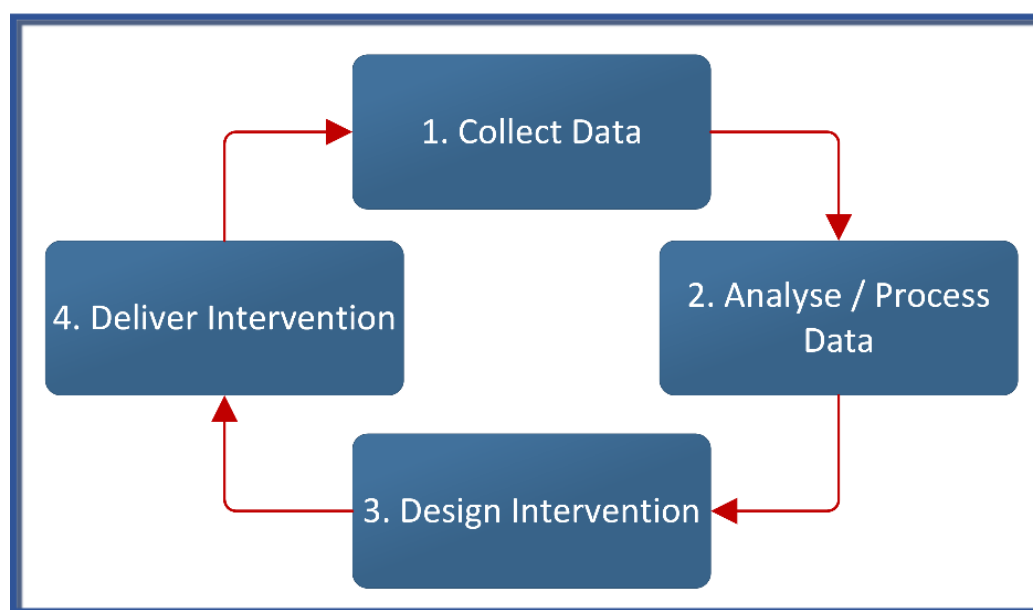 1. Collect Data
2. Analyse / Process
Data
3. Design Intervention
4. Deliver Intervention